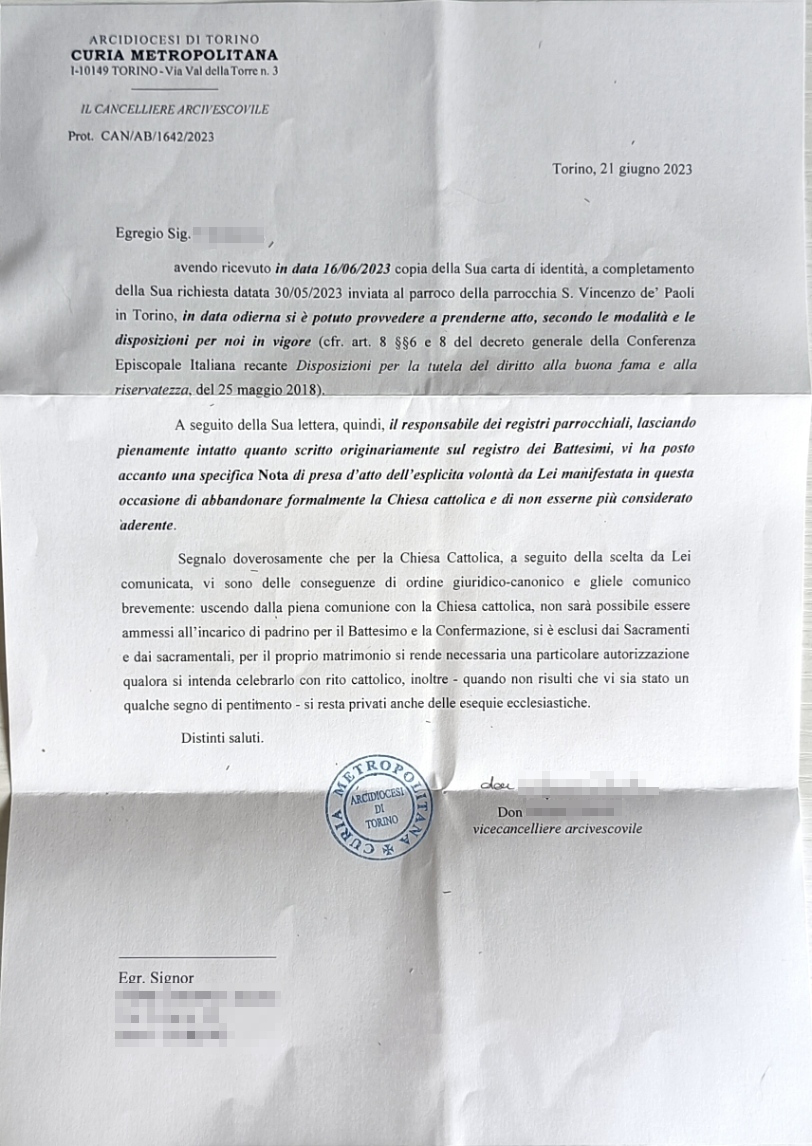 ARCIDIOCESI DI TORINO
CURIA METROPOLITANA
I-10149 TORINO - Via Val della Torre n. 3
IL CANCELLIERE ARCIVESCOVILE
Prot. CAN/AB/1642/2023
Torino, 21 giugno 2023
Egregio Sig.
avendo ricevuto in data 16/06/2023 copia della Sua carta di identità, a completamento
della Sua richiesta datata 30/05/2023 inviata al parroco della parrocchia S. Vincenzo de' Paoli
in Torino, in data odierna si è potuto provvedere a prenderne atto, secondo le modalità e le
disposizioni per noi in vigore (cfr. art. 8 §§6 e 8 del decreto generale della Conferenza
Episcopale Italiana recante Disposizioni per la tutela del diritto alla buona fama e alla
riservatezza, del 25 maggio 2018).
A seguito della Sua lettera, quindi, il responsabile dei registri parrocchiali, lasciando
pienamente intatto quanto scritto originariamente sul registro dei Battesimi, vi ha posto
accanto una specifica Nota di presa d'atto dell'esplicita volontà da Lei manifestata in questa
occasione di abbandonare formalmente la Chiesa cattolica e di non esserne più considerato
aderente.
Segnalo doverosamente che per la Chiesa Cattolica, a seguito della scelta da Lei
comunicata, vi sono delle conseguenze di ordine giuridico-canonico e gliele comunico
brevemente: uscendo dalla piena comunione con la Chiesa cattolica, non sarà possibile essere
ammessi all'incarico di padrino per il Battesimo e la Confermazione, si è esclusi dai Sacramenti
e dai sacramentali, per il proprio matrimonio si rende necessaria una particolare autorizzazione
qualora si intenda celebrarlo con rito cattolico, inoltre - quando non risulti che vi sia stato un
qualche segno di pentimento - si resta privati anche delle esequie ecclesiastiche.
Distinti saluti.
CURIA METROPOLITANA
ARCIDIOCESI
DI
TORINO
don
Don
vicecancelliere arcivescovile
Egr. Signor